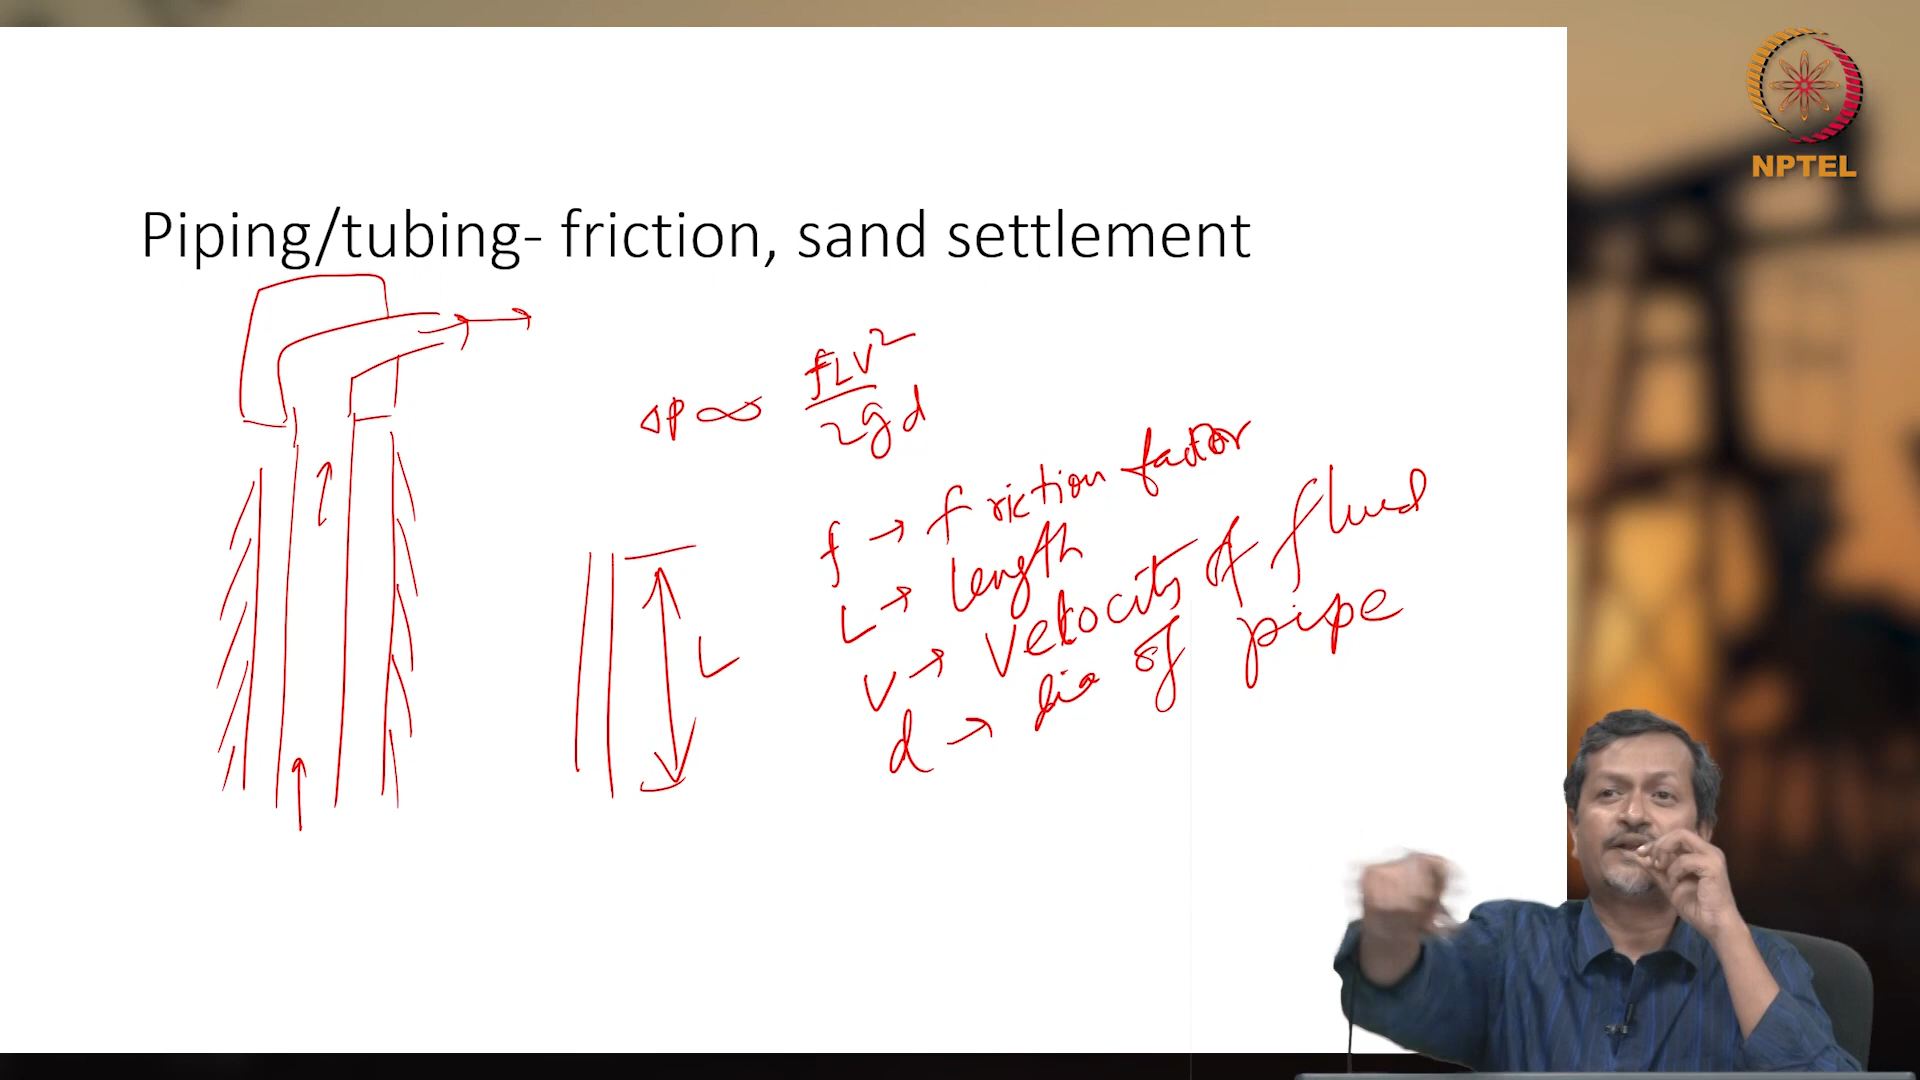 NPTEL
Piping/tubing- friction, sand settlement
ΔP ∝ fLV²/2gd
f → friction factor
L → length
V → velocity of fluid
d → dia of pipe
L